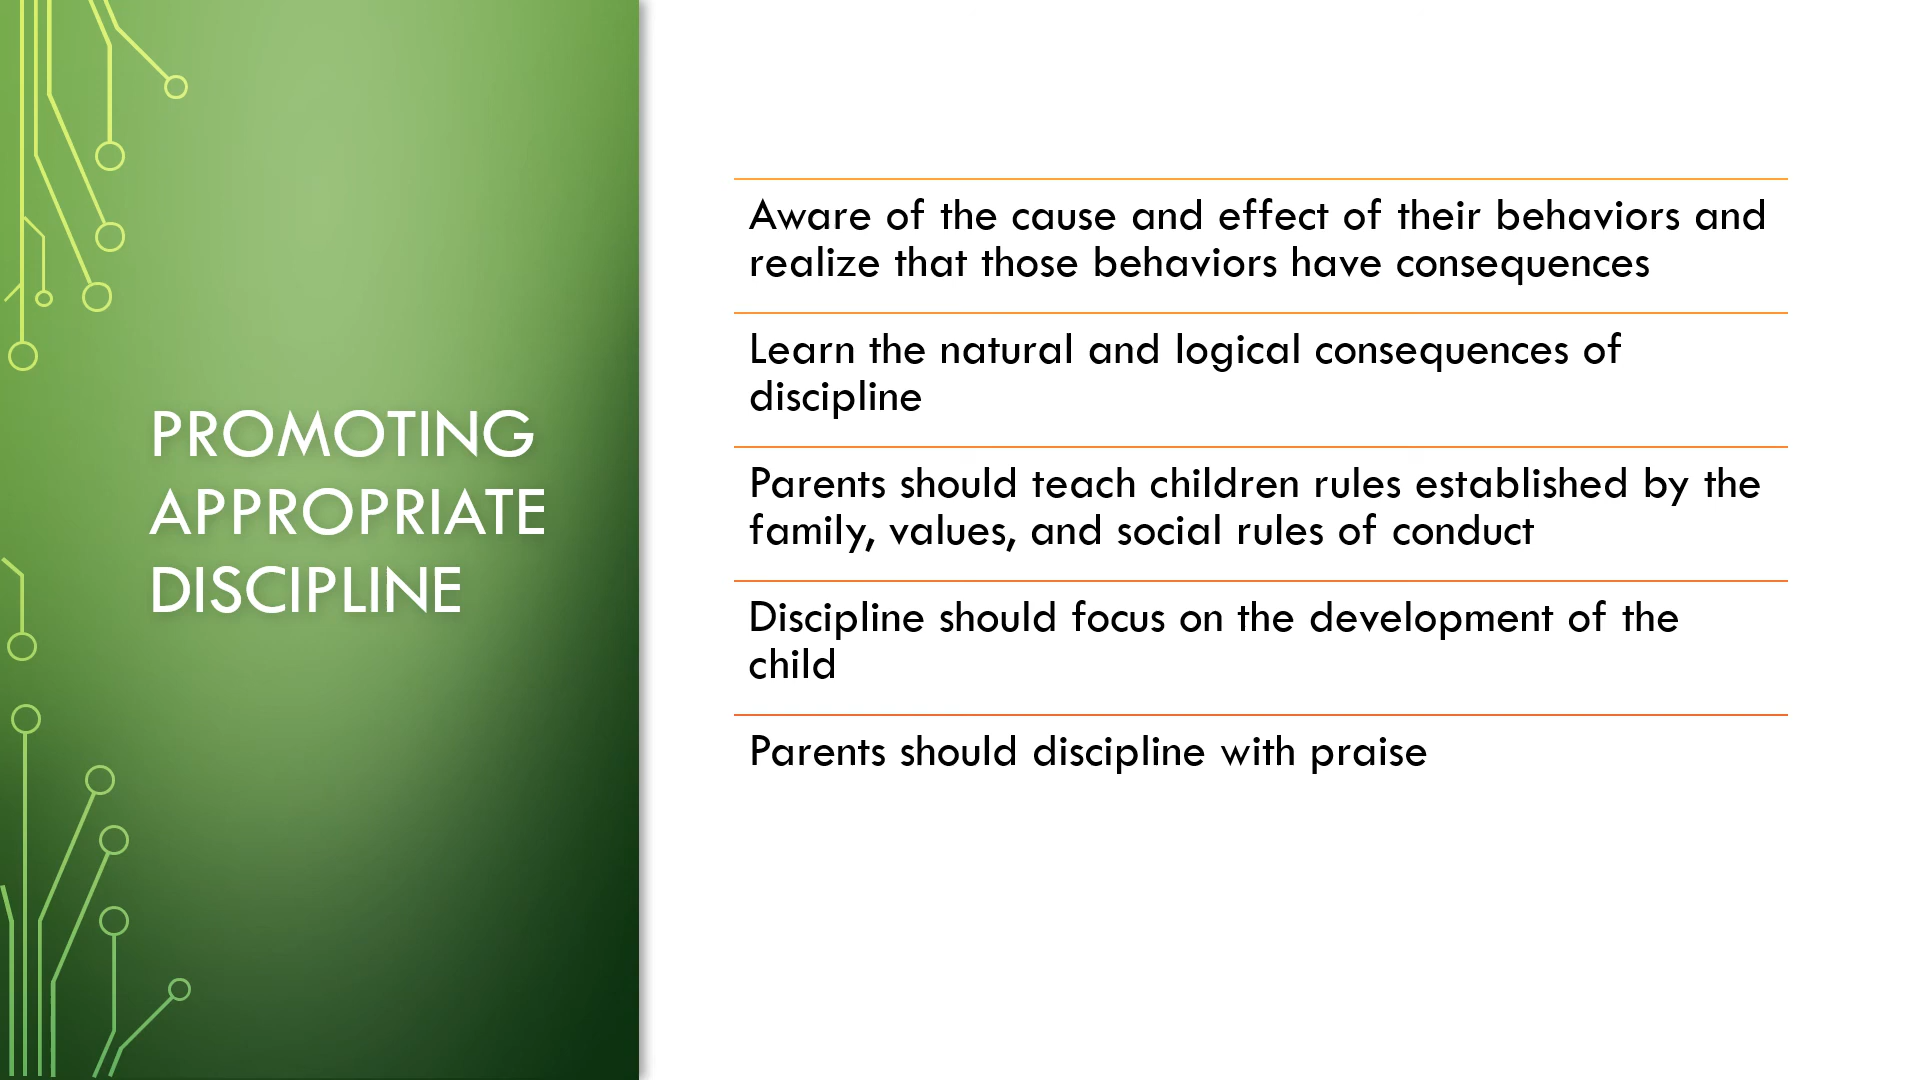 PROMOTING
APPROPRIATE
DISCIPLINE
Aware of the cause and effect of their behaviors and
realize that those behaviors have consequences
Learn the natural and logical consequences of
discipline
Parents should teach children rules established by the
family, values, and social rules of conduct
Discipline should focus on the development of the
child
Parents should discipline with praise